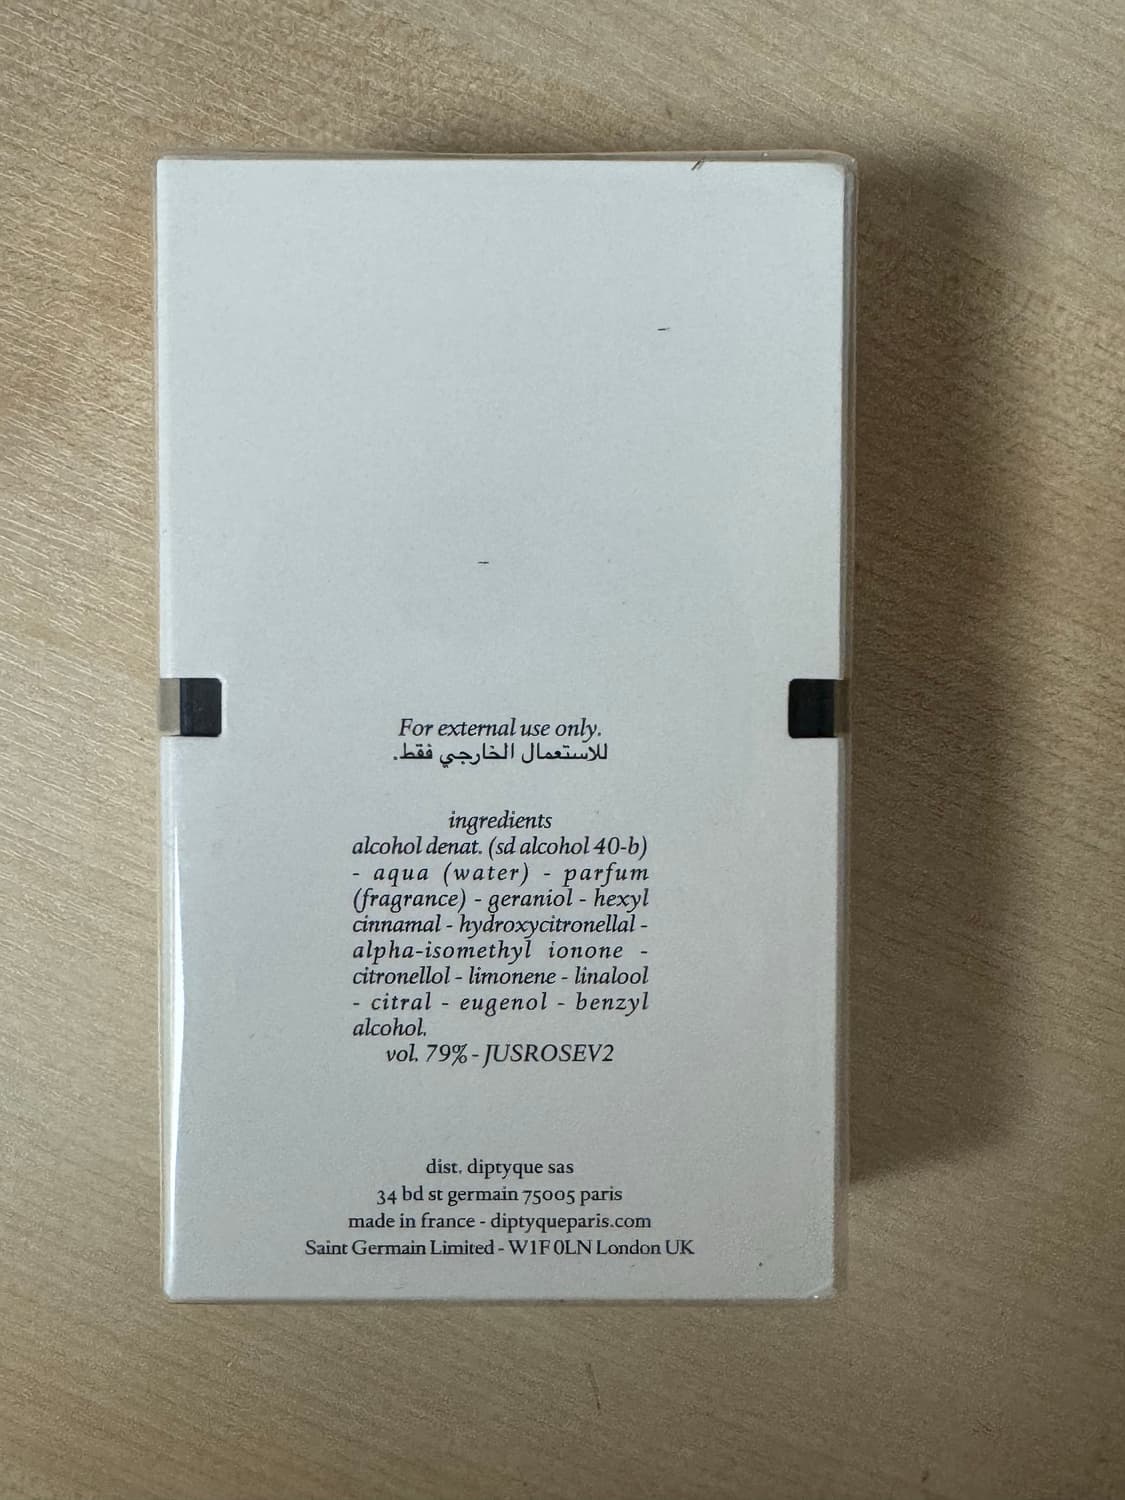 For external use only.
للاستعمال الخارجي فقط.
ingredients
alcohol denat. (sd alcohol 40-b)
- aqua (water) - parfum
(fragrance) - geraniol - hexyl
cinnamal - hydroxycitronellal -
alpha-isomethyl ionone -
citronellol - limonene - linalool
- citral - eugenol - benzyl
alcohol.
vol. 79% - JUSROSEV2
dist. diptyque sas
34 bd st germain 75005 paris
made in france - diptyqueparis.com
Saint Germain Limited - W1F 0LN London UK